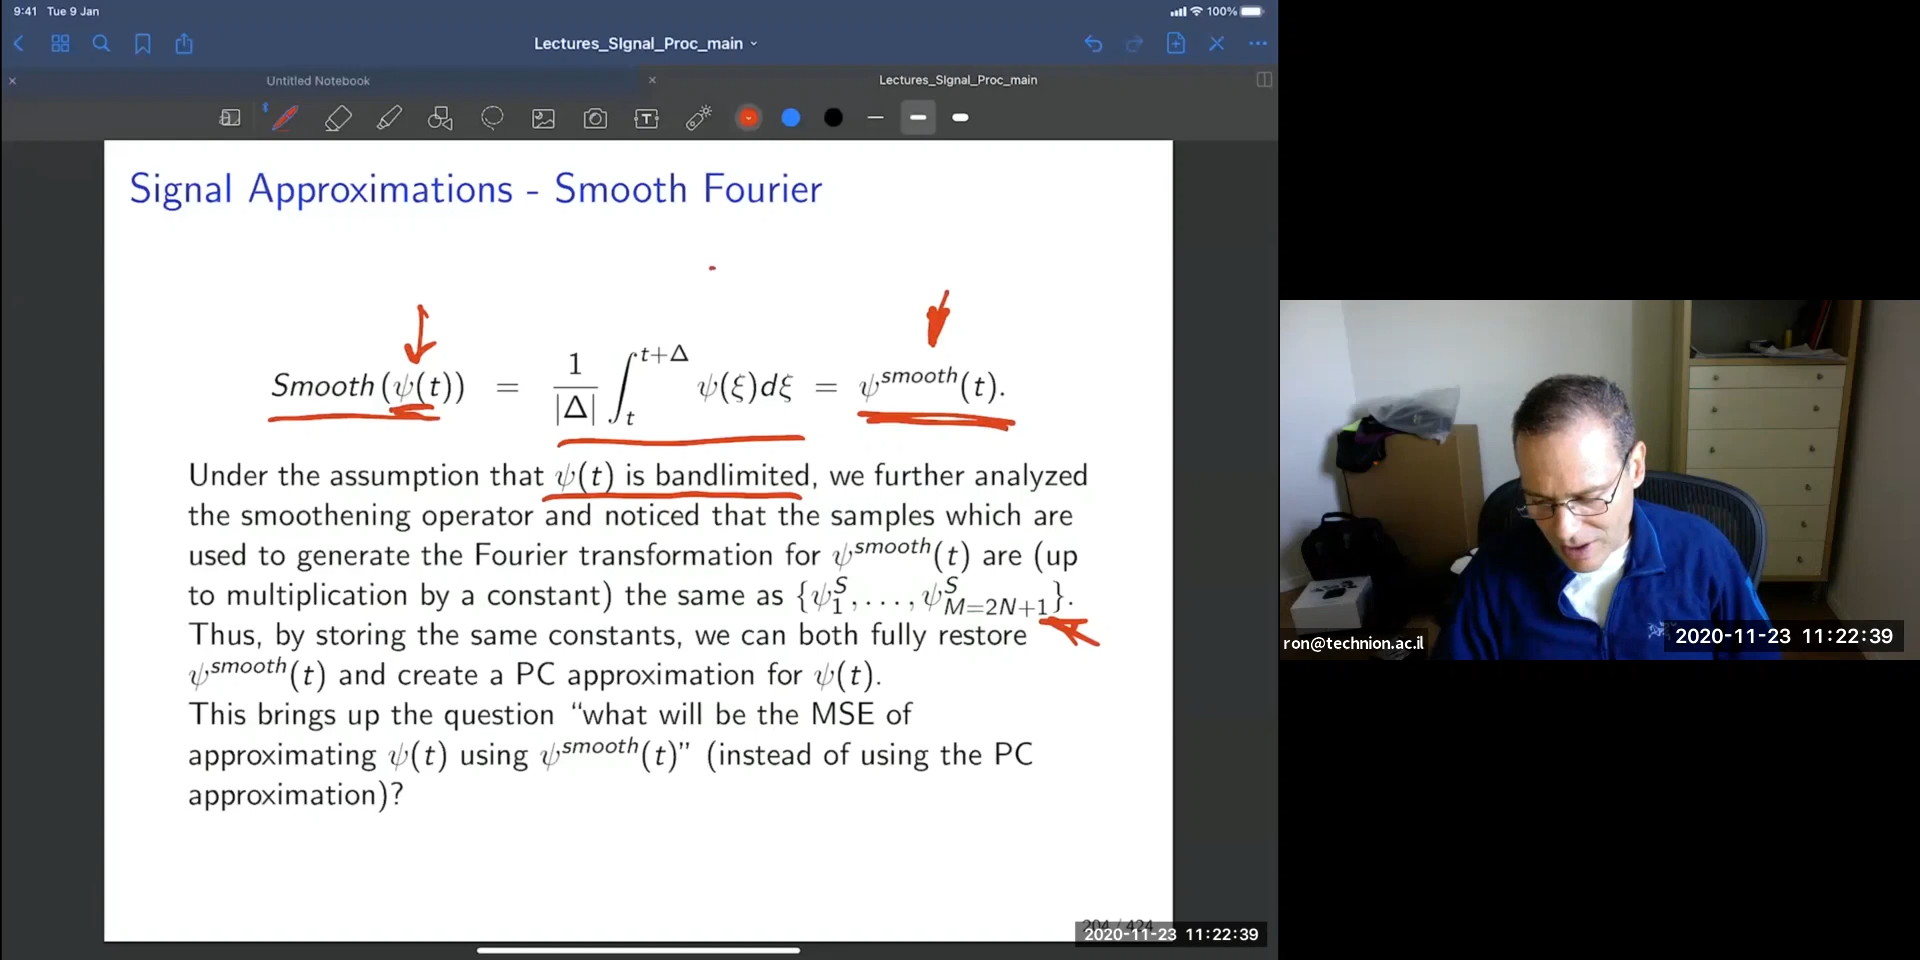 9:41 Tue 9 Jan
100%
Lectures_SIgnal_Proc_main
Untitled Notebook
Lectures_SIgnal_Proc_main
Signal Approximations - Smooth Fourier
Smooth(ψ(t)) = 1/|Δ| ∫_t^{t+Δ} ψ(ξ)dξ = ψ^{smooth}(t).
Under the assumption that ψ(t) is bandlimited, we further analyzed
the smoothening operator and noticed that the samples which are
used to generate the Fourier transformation for ψ^{smooth}(t) are (up
to multiplication by a constant) the same as {ψ_1^S, . . . , ψ_{M=2N+1}^S}.
Thus, by storing the same constants, we can both fully restore
ψ^{smooth}(t) and create a PC approximation for ψ(t).
This brings up the question “what will be the MSE of
approximating ψ(t) using ψ^{smooth}(t)” (instead of using the PC
approximation)?
204 / 424
2020-11-23 11:22:39
ron@technion.ac.il
2020-11-23 11:22:39